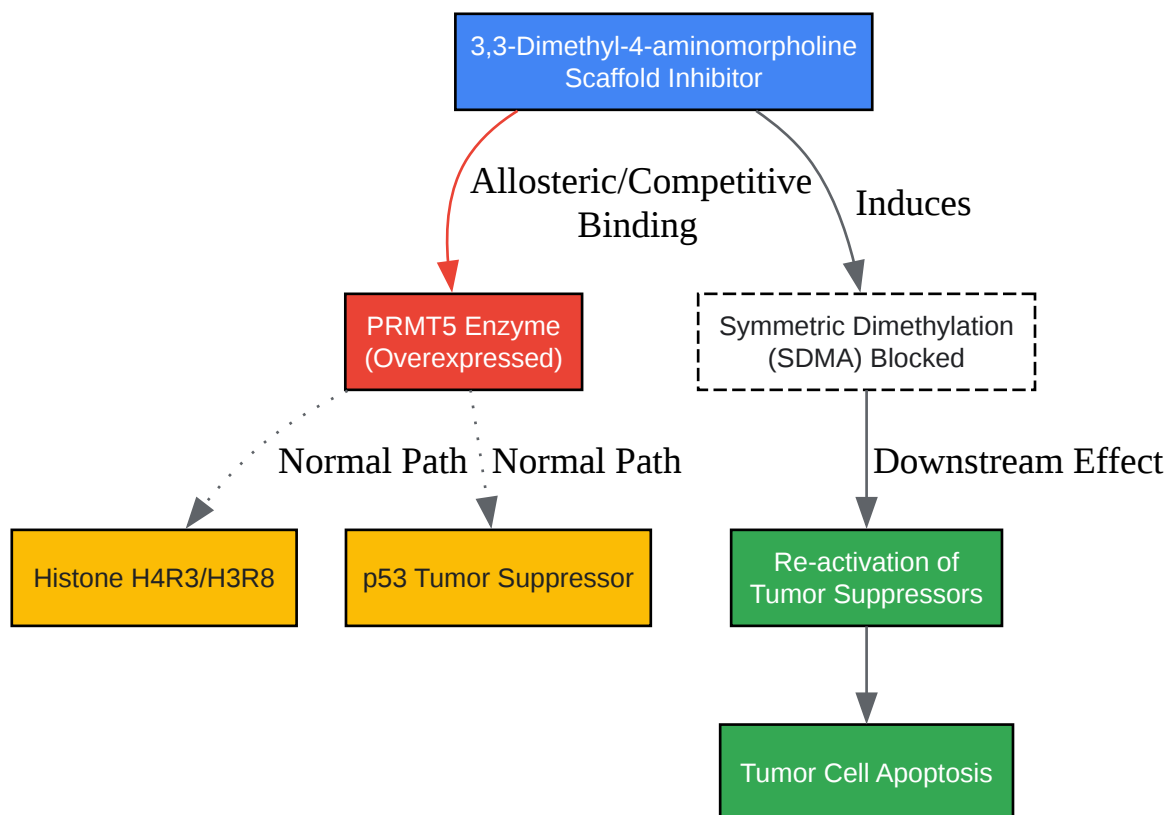 3,3-Dimethyl-4-aminomorpholine
Scaffold Inhibitor
Allosteric/Competitive
Binding
Induces
PRMT5 Enzyme
(Overexpressed)
Symmetric Dimethylation
(SDMA) Blocked
Normal Path
Normal Path
Downstream Effect
Histone H4R3/H3R8
p53 Tumor Suppressor
Re-activation of
Tumor Suppressors
Tumor Cell Apoptosis